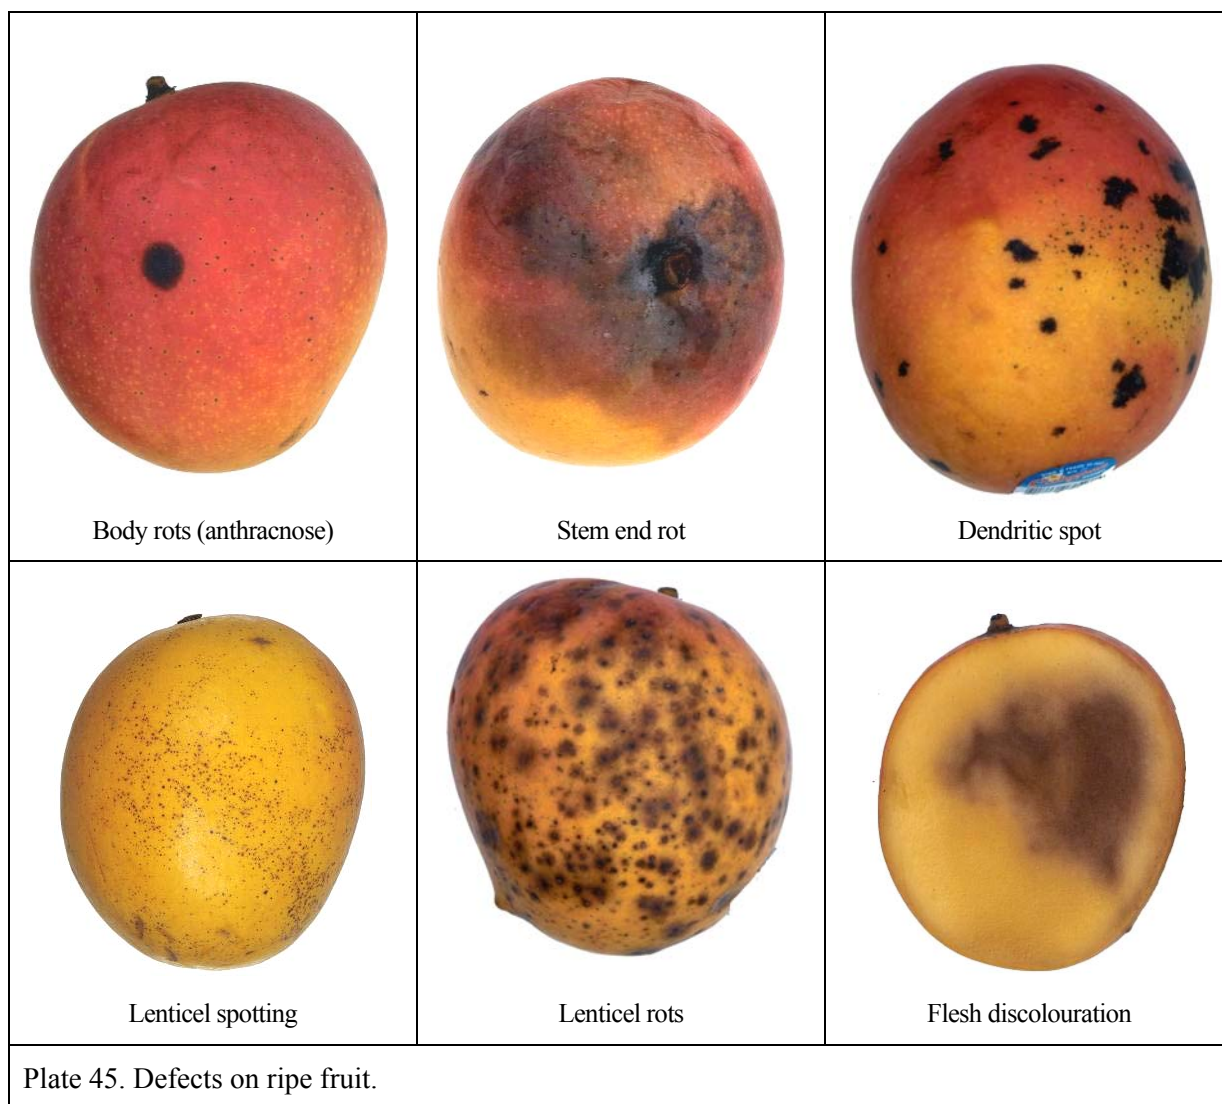 Body rots (anthracnose)
Stem end rot
Dendritic spot
Lenticel spotting
Lenticel rots
Flesh discolouration
Plate 45. Defects on ripe fruit.